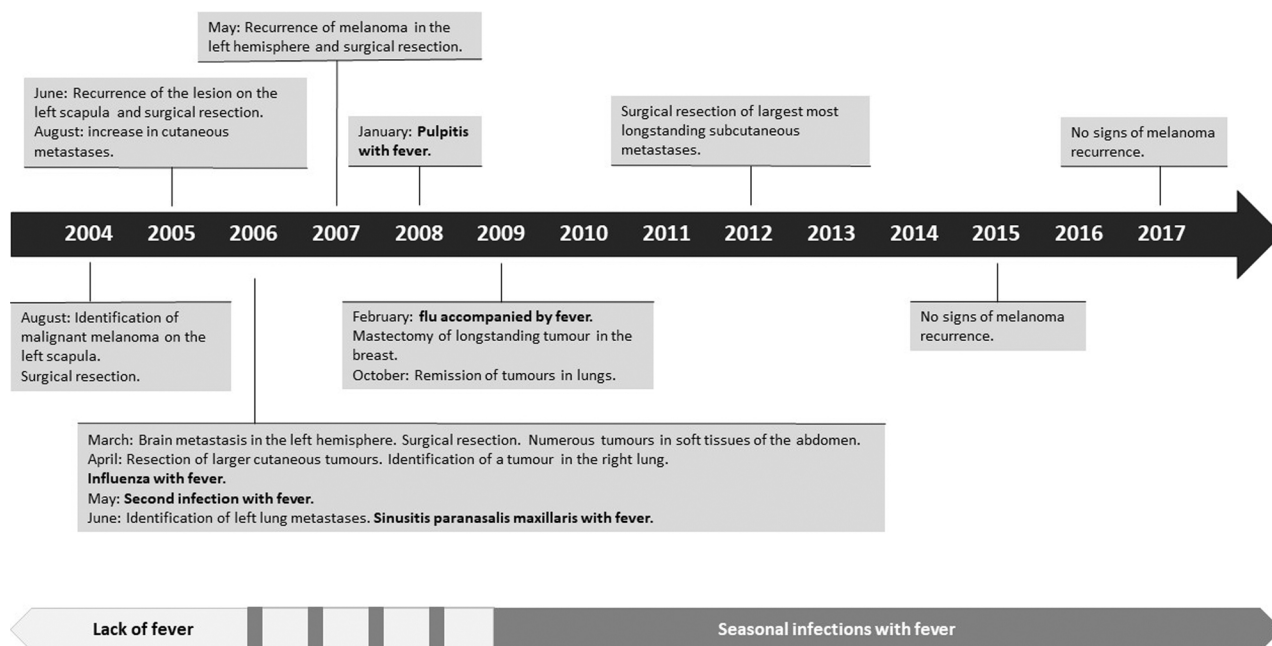 May: Recurrence of melanoma in the
left hemisphere and surgical resection.
June: Recurrence of the lesion on the
left scapula and surgical resection.
August: increase in cutaneous
metastases.
January: Pulpitis
with fever.
Surgical resection of largest most
longstanding subcutaneous
metastases.
No signs of melanoma
recurrence.
2004 2005 2006 2007 2008 2009 2010 2011 2012 2013 2014 2015 2016 2017
August: Identification of
malignant melanoma on the
left scapula.
Surgical resection.
February: flu accompanied by fever.
Mastectomy of longstanding tumour in the
breast.
October: Remission of tumours in lungs.
No signs of melanoma
recurrence.
March: Brain metastasis in the left hemisphere. Surgical resection. Numerous tumours in soft tissues of the abdomen.
April: Resection of larger cutaneous tumours. Identification of a tumour in the right lung.
Influenza with fever.
May: Second infection with fever.
June: Identification of left lung metastases. Sinusitis paranasalis maxillaris with fever.
Lack of fever
Seasonal infections with fever